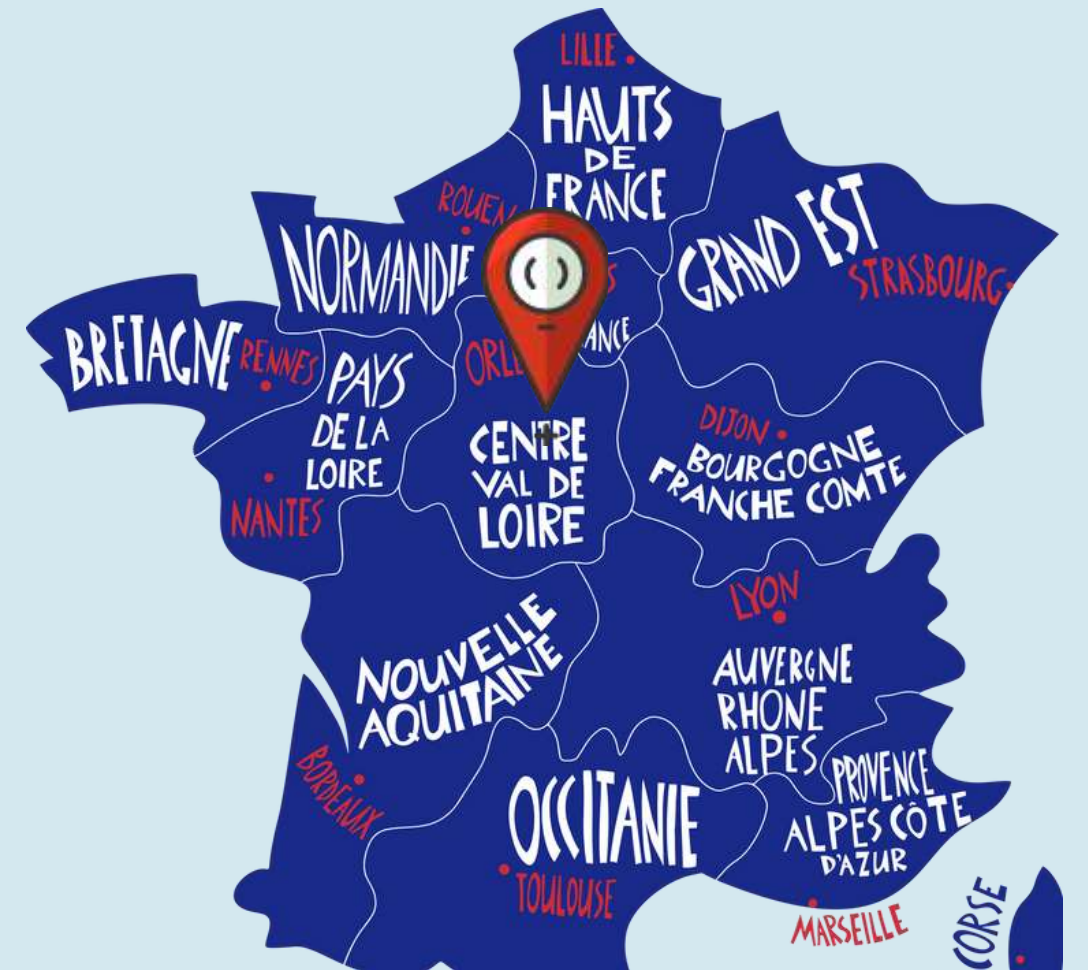 LILLE
HAUTS
DE
FRANCE
ROUEN
NORMANDIE
GRAND EST
STRASBOURG
BRETAGNE
RENNES
PAYS
DE LA
LOIRE
NANTES
CENTRE
VAL DE
LOIRE
DIJON
BOURGOGNE
FRANCHE COMTE
LYON
AUVERGNE
RHONE
ALPES
NOUVELLE
AQUITAINE
BORDEAUX
OCCITANIE
TOULOUSE
PROVENCE
ALPES CÔTE
D'AZUR
MARSEILLE
CORSE